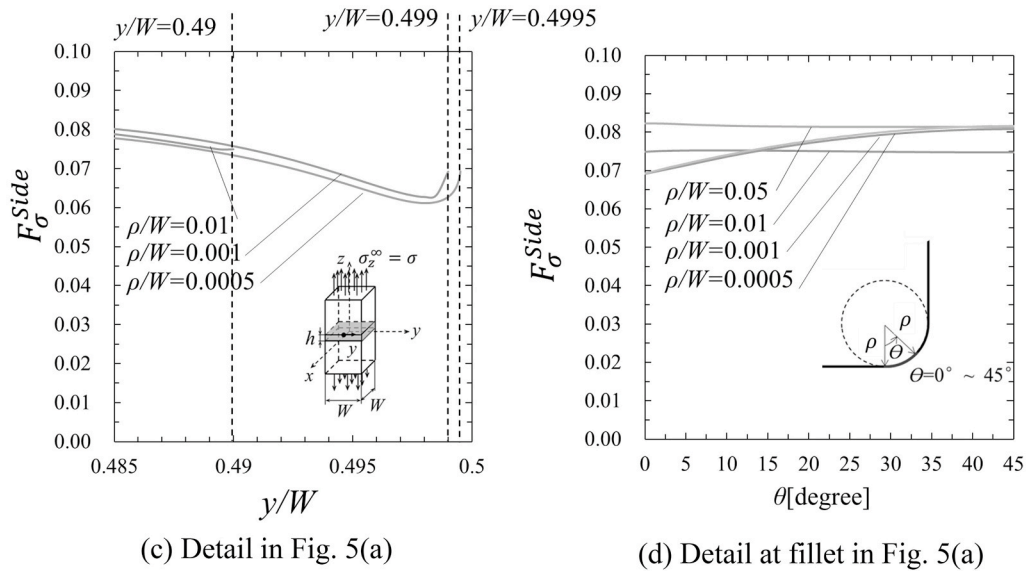 y/W=0.49
y/W=0.499
y/W=0.4995
0.10
0.09
0.08
0.07
0.06
0.05
0.04
0.03
0.02
0.01
0.00
F_σ^Side
ρ/W=0.01
ρ/W=0.001
ρ/W=0.0005
z
σ_z^∞ = σ
h
y
y
x
W
W
0.485
0.49
0.495
0.5
y/W
(c) Detail in Fig. 5(a)
0.10
0.09
0.08
0.07
0.06
0.05
0.04
0.03
0.02
0.01
0.00
F_σ^Side
ρ/W=0.05
ρ/W=0.01
ρ/W=0.001
ρ/W=0.0005
ρ
ρ
Θ
Θ=0° ~ 45°
0
5
10
15
20
25
30
35
40
45
θ[degree]
(d) Detail at fillet in Fig. 5(a)